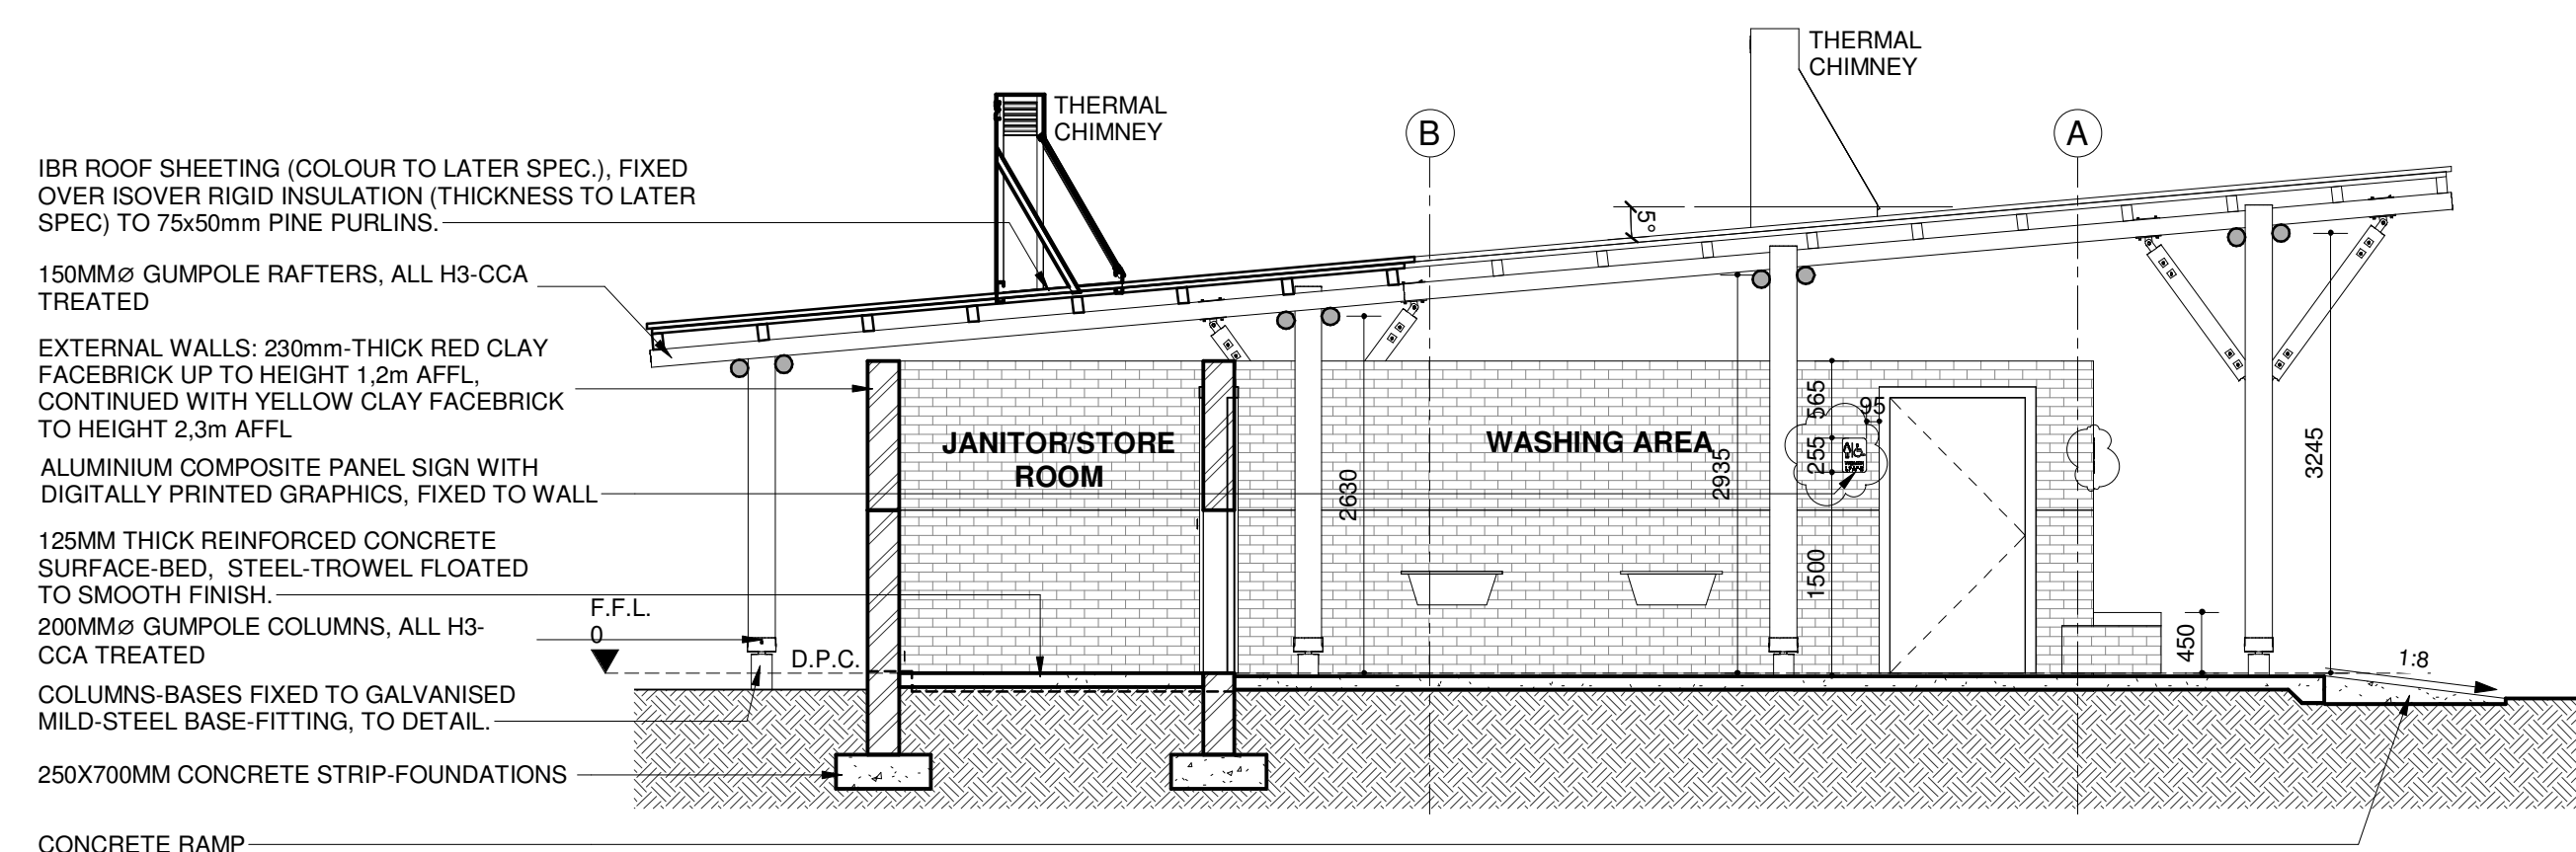 THERMAL
CHIMNEY
THERMAL
CHIMNEY
B
A
IBR ROOF SHEETING (COLOUR TO LATER SPEC.), FIXED
OVER ISOVER RIGID INSULATION (THICKNESS TO LATER
SPEC) TO 75x50mm PINE PURLINS.
5°
150MMØ GUMPOLE RAFTERS, ALL H3-CCA
TREATED
EXTERNAL WALLS: 230mm-THICK RED CLAY
FACEBRICK UP TO HEIGHT 1,2m AFFL,
CONTINUED WITH YELLOW CLAY FACEBRICK
TO HEIGHT 2,3m AFFL
ALUMINIUM COMPOSITE PANEL SIGN WITH
DIGITALLY PRINTED GRAPHICS, FIXED TO WALL
125MM THICK REINFORCED CONCRETE
SURFACE-BED, STEEL-TROWEL FLOATED
TO SMOOTH FINISH.
200MMØ GUMPOLE COLUMNS, ALL H3-
CCA TREATED
COLUMNS-BASES FIXED TO GALVANISED
MILD-STEEL BASE-FITTING, TO DETAIL.
250X700MM CONCRETE STRIP-FOUNDATIONS
CONCRETE RAMP
F.F.L.
0
D.P.C.
JANITOR/STORE
ROOM
WASHING AREA
2630
2935
565
255
1500
95
3245
450
1:8